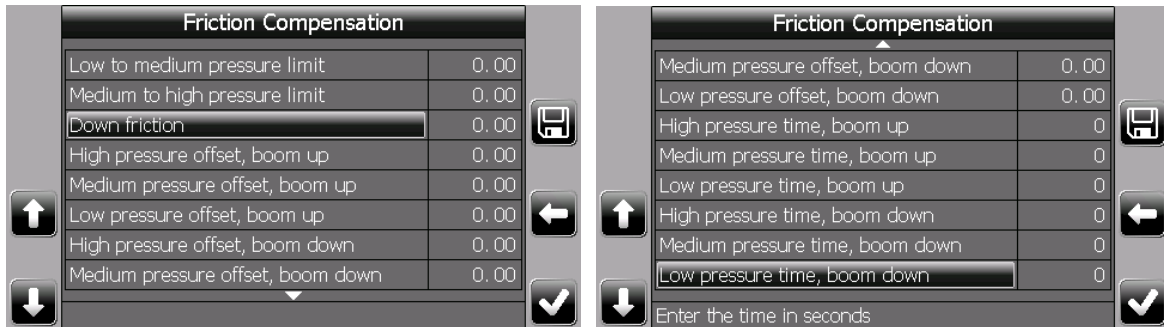 Friction Compensation
Low to medium pressure limit 0.00
Medium to high pressure limit 0.00
Down friction 0.00
High pressure offset, boom up 0.00
Medium pressure offset, boom up 0.00
Low pressure offset, boom up 0.00
High pressure offset, boom down 0.00
Medium pressure offset, boom down 0.00
Friction Compensation
Medium pressure offset, boom down 0.00
Low pressure offset, boom down 0.00
High pressure time, boom up 0
Medium pressure time, boom up 0
Low pressure time, boom up 0
High pressure time, boom down 0
Medium pressure time, boom down 0
Low pressure time, boom down 0
Enter the time in seconds